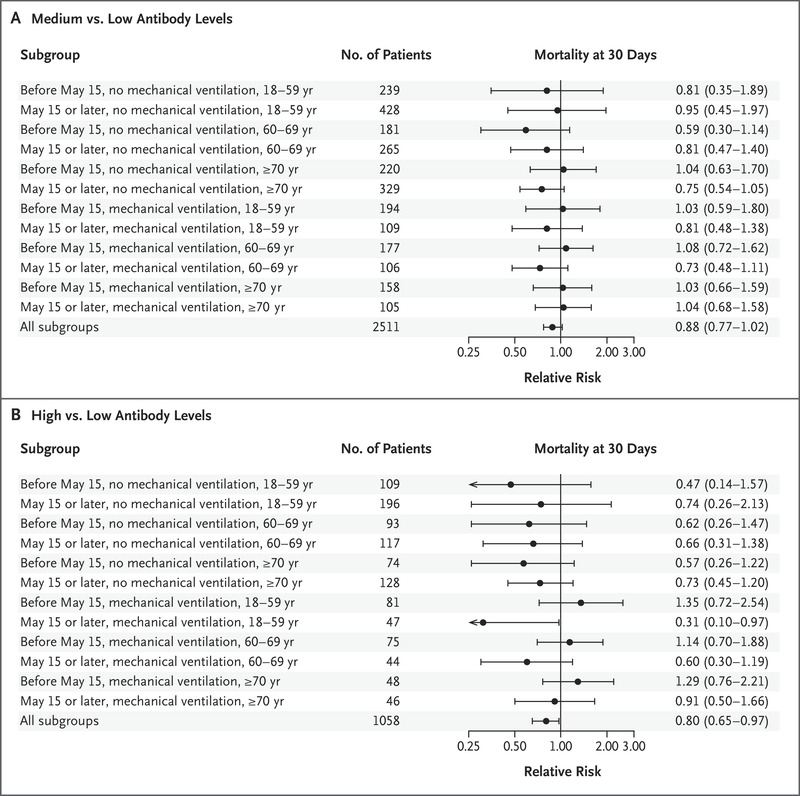 A Medium vs. Low Antibody Levels
Subgroup No. of Patients Mortality at 30 Days
Before May 15, no mechanical ventilation, 18–59 yr 239 0.81 (0.35–1.89)
May 15 or later, no mechanical ventilation, 18–59 yr 428 0.95 (0.45–1.97)
Before May 15, no mechanical ventilation, 60–69 yr 181 0.59 (0.30–1.14)
May 15 or later, no mechanical ventilation, 60–69 yr 265 0.81 (0.47–1.40)
Before May 15, no mechanical ventilation, ≥70 yr 220 1.04 (0.63–1.70)
May 15 or later, no mechanical ventilation, ≥70 yr 329 0.75 (0.54–1.05)
Before May 15, mechanical ventilation, 18–59 yr 194 1.03 (0.59–1.80)
May 15 or later, mechanical ventilation, 18–59 yr 109 0.81 (0.48–1.38)
Before May 15, mechanical ventilation, 60–69 yr 177 1.08 (0.72–1.62)
May 15 or later, mechanical ventilation, 60–69 yr 106 0.73 (0.48–1.11)
Before May 15, mechanical ventilation, ≥70 yr 158 1.03 (0.66–1.59)
May 15 or later, mechanical ventilation, ≥70 yr 105 1.04 (0.68–1.58)
All subgroups 2511 0.88 (0.77–1.02)
0.25 0.50 1.00 2.00 3.00
Relative Risk
B High vs. Low Antibody Levels
Subgroup No. of Patients Mortality at 30 Days
Before May 15, no mechanical ventilation, 18–59 yr 109 0.47 (0.14–1.57)
May 15 or later, no mechanical ventilation, 18–59 yr 196 0.74 (0.26–2.13)
Before May 15, no mechanical ventilation, 60–69 yr 93 0.62 (0.26–1.47)
May 15 or later, no mechanical ventilation, 60–69 yr 117 0.66 (0.31–1.38)
Before May 15, no mechanical ventilation, ≥70 yr 74 0.57 (0.26–1.22)
May 15 or later, no mechanical ventilation, ≥70 yr 128 0.73 (0.45–1.20)
Before May 15, mechanical ventilation, 18–59 yr 81 1.35 (0.72–2.54)
May 15 or later, mechanical ventilation, 18–59 yr 47 0.31 (0.10–0.97)
Before May 15, mechanical ventilation, 60–69 yr 75 1.14 (0.70–1.88)
May 15 or later, mechanical ventilation, 60–69 yr 44 0.60 (0.30–1.19)
Before May 15, mechanical ventilation, ≥70 yr 48 1.29 (0.76–2.21)
May 15 or later, mechanical ventilation, ≥70 yr 46 0.91 (0.50–1.66)
All subgroups 1058 0.80 (0.65–0.97)
0.25 0.50 1.00 2.00 3.00
Relative Risk